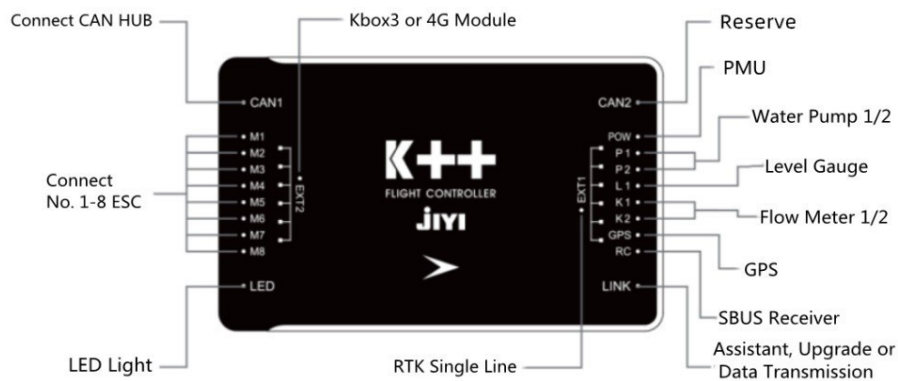 Connect CAN HUB
Kbox3 or 4G Module
Reserve
PMU
Water Pump 1/2
Level Gauge
Flow Meter 1/2
GPS
SBUS Receiver
Assistant, Upgrade or
Data Transmission
Connect
No. 1-8 ESC
LED Light
RTK Single Line
CAN1
M1
M2
M3
M4
M5
M6
M7
M8
LED
EXT2
K++
FLIGHT CONTROLLER
JIYI
EXT1
CAN2
POW
P1
P2
L1
K1
K2
GPS
RC
LINK